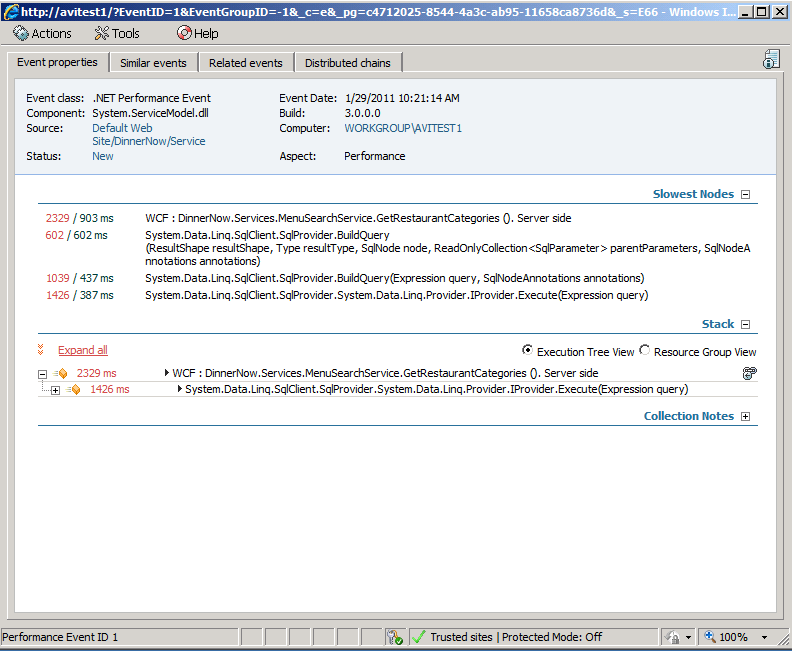 http://avitest1/?EventID=1&EventGroupID=-1&_c=e&_pg=c4712025-8544-4a3c-ab95-11658ca8736d&_s=E66 - Windows I...
Actions Tools Help
Event properties Similar events Related events Distributed chains
Event class: .NET Performance Event Event Date: 1/29/2011 10:21:14 AM
Component: System.ServiceModel.dll Build: 3.0.0.0
Source: Default Web Computer: WORKGROUP\AVITEST1
Site/DinnerNow/Service
Status: New Aspect: Performance
Slowest Nodes
2329 / 903 ms WCF : DinnerNow.Services.MenuSearchService.GetRestaurantCategories (). Server side
602 / 602 ms System.Data.Linq.SqlClient.SqlProvider.BuildQuery
(ResultShape resultShape, Type resultType, SqlNode node, ReadOnlyCollection<SqlParameter> parentParameters, SqlNodeA
nnotations annotations)
1039 / 437 ms System.Data.Linq.SqlClient.SqlProvider.BuildQuery(Expression query, SqlNodeAnnotations annotations)
1426 / 387 ms System.Data.Linq.SqlClient.SqlProvider.System.Data.Linq.Provider.IProvider.Execute(Expression query)
Stack
Expand all Execution Tree View Resource Group View
2329 ms WCF : DinnerNow.Services.MenuSearchService.GetRestaurantCategories (). Server side
1426 ms System.Data.Linq.SqlClient.SqlProvider.System.Data.Linq.Provider.IProvider.Execute(Expression query)
Collection Notes
Performance Event ID 1 Trusted sites | Protected Mode: Off 100%